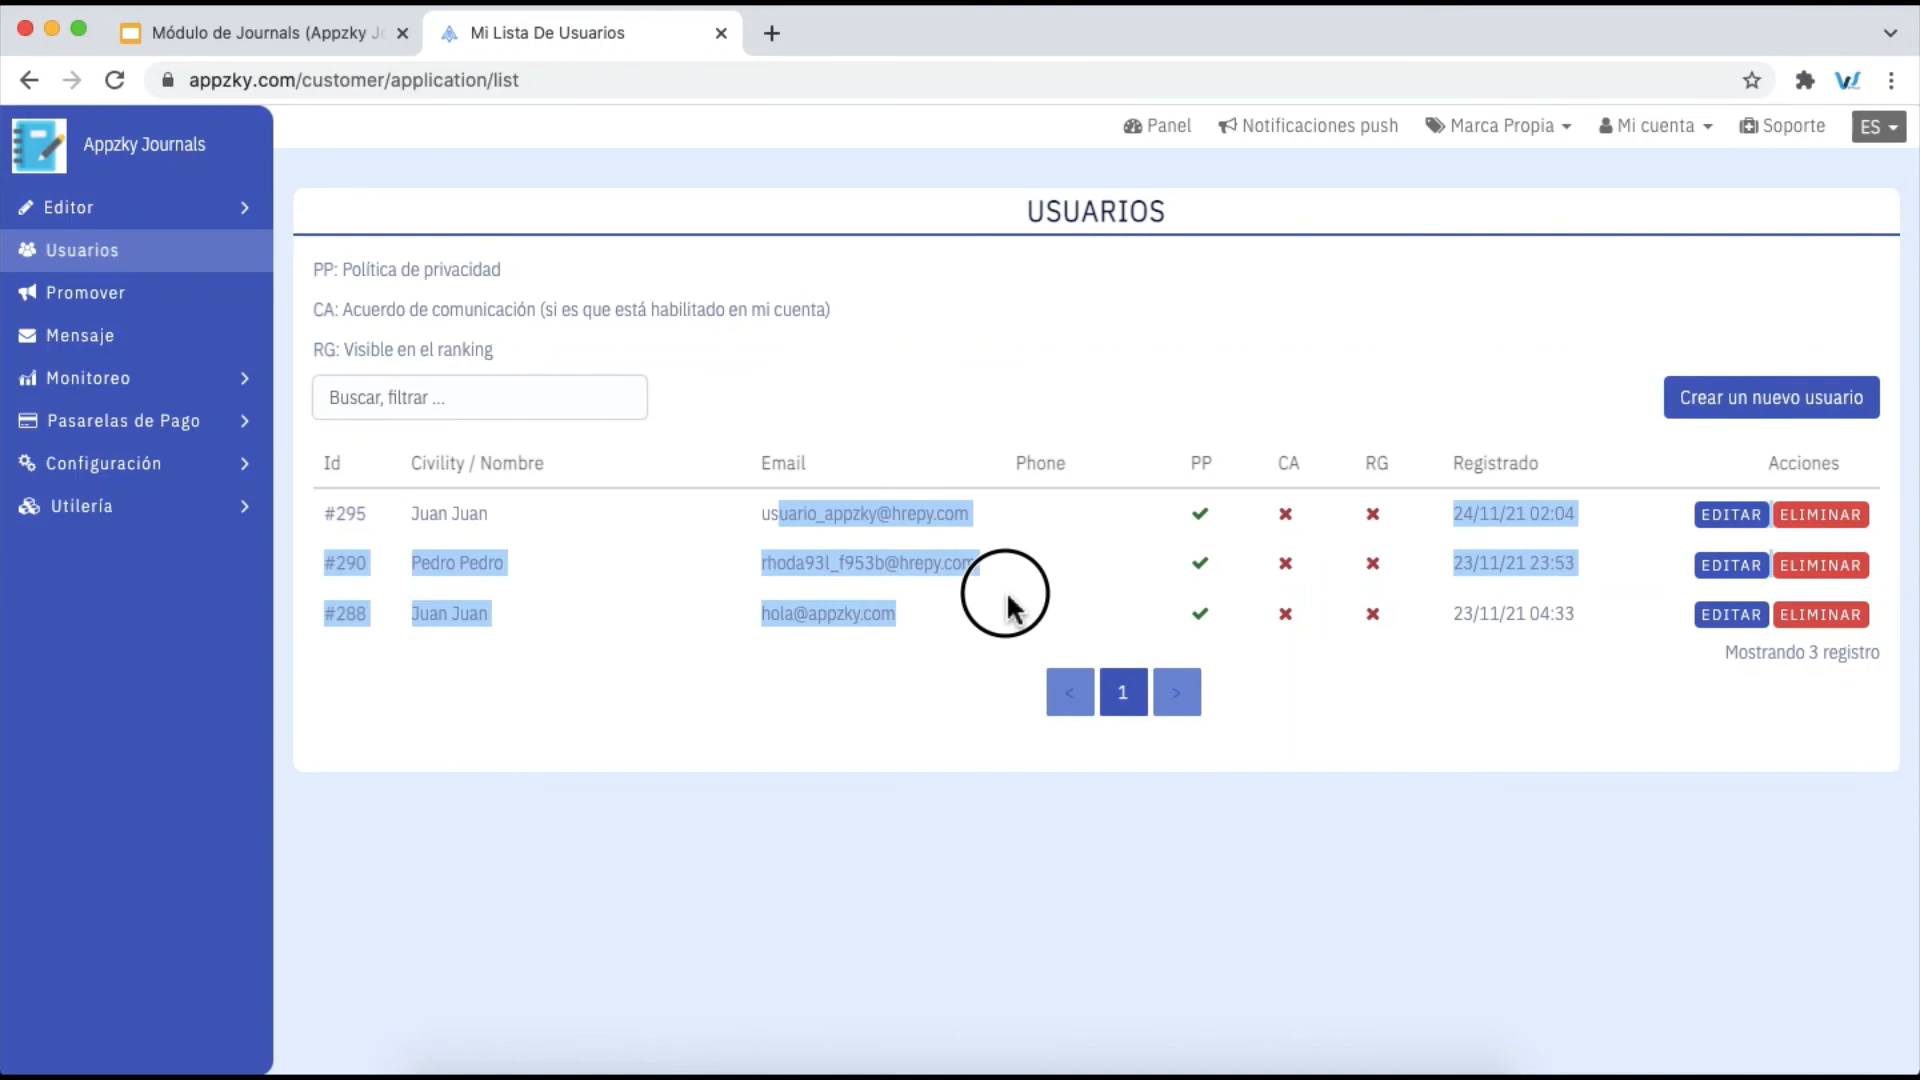 Módulo de Journals (Appzky Jo
Mi Lista De Usuarios
appzky.com/customer/application/list
Appzky Journals
Panel
Notificaciones push
Marca Propia
Mi cuenta
Soporte
ES
Editor
Usuarios
Promover
Mensaje
Monitoreo
Pasarelas de Pago
Configuración
Utilería
USUARIOS
PP: Política de privacidad
CA: Acuerdo de comunicación (si es que está habilitado en mi cuenta)
RG: Visible en el ranking
Buscar, filtrar ...
Crear un nuevo usuario
Id Civility / Nombre Email Phone PP CA RG Registrado Acciones
#295 Juan Juan usuario_appzky@hrepy.com 24/11/21 02:04 EDITAR ELIMINAR
#290 Pedro Pedro rhoda93l_f953b@hrepy.com 23/11/21 23:53 EDITAR ELIMINAR
#288 Juan Juan hola@appzky.com 23/11/21 04:33 EDITAR ELIMINAR
Mostrando 3 registro
< 1 >